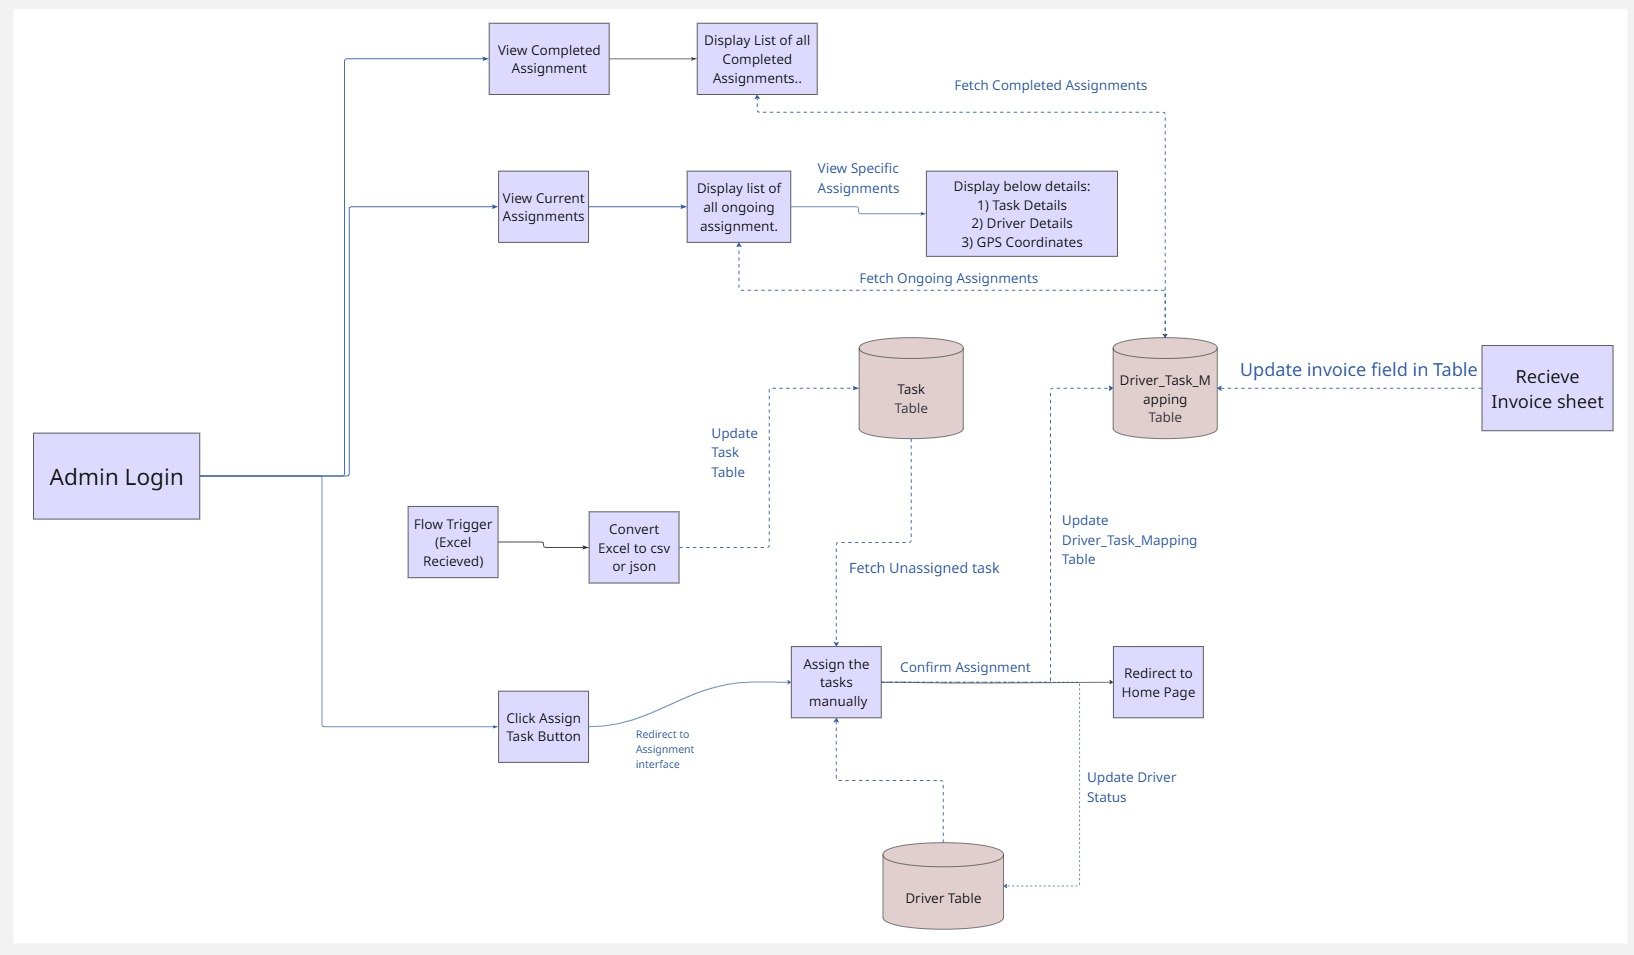 View Completed
Assignment
Display List of all
Completed
Assignments..
Fetch Completed Assignments
View Current
Assignments
Display list of
all ongoing
assignment.
View Specific
Assignments
Display below details:
1) Task Details
2) Driver Details
3) GPS Coordinates
Fetch Ongoing Assignments
Task
Table
Driver_Task_M
apping
Table
Update invoice field in Table
Recieve
Invoice sheet
Admin Login
Update
Task
Table
Flow Trigger
(Excel
Recieved)
Convert
Excel to csv
or json
Fetch Unassigned task
Update
Driver_Task_Mapping
Table
Click Assign
Task Button
Redirect to
Assignment
interface
Assign the
tasks
manually
Confirm Assignment
Redirect to
Home Page
Update Driver
Status
Driver Table